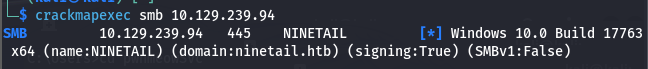 └─$ crackmapexec smb 10.129.239.94
SMB 10.129.239.94 445 NINETAIL [*] Windows 10.0 Build 17763
x64 (name:NINETAIL) (domain:ninetail.htb) (signing:True) (SMBv1:False)